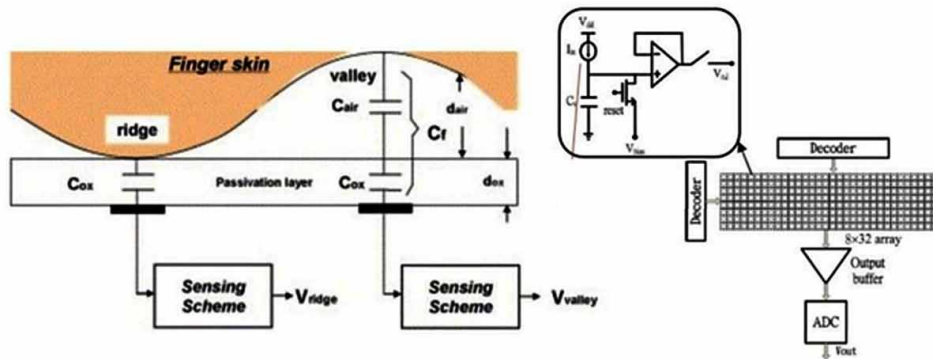 Finger skin
valley
ridge
Cair
dair
Cf
Cox
Passivation layer
Cox
dox
Sensing
Scheme
Vridge
Sensing
Scheme
Vvalley
Vdd
reset
Decoder
Decoder
8×32 array
Output
buffer
ADC
Vout